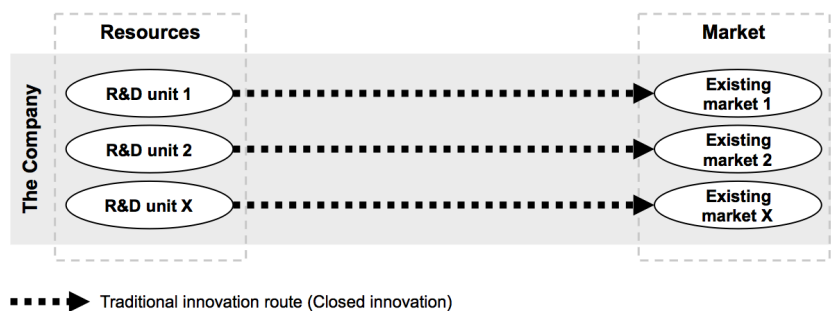 Resources
Market
The Company
R&D unit 1
Existing
market 1
R&D unit 2
Existing
market 2
R&D unit X
Existing
market X
Traditional innovation route (Closed innovation)